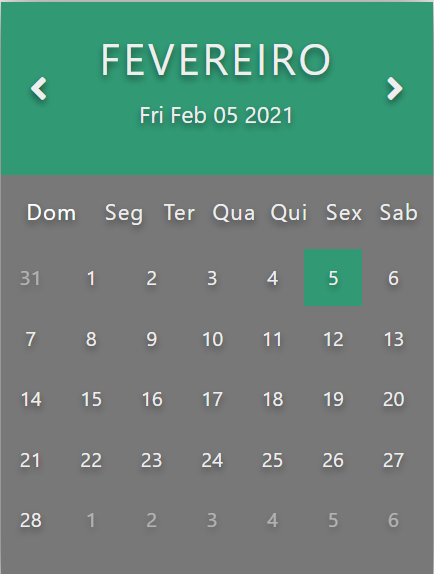 FEVEREIRO
Fri Feb 05 2021
Dom Seg Ter Qua Qui Sex Sab
31 1 2 3 4 5 6
7 8 9 10 11 12 13
14 15 16 17 18 19 20
21 22 23 24 25 26 27
28 1 2 3 4 5 6